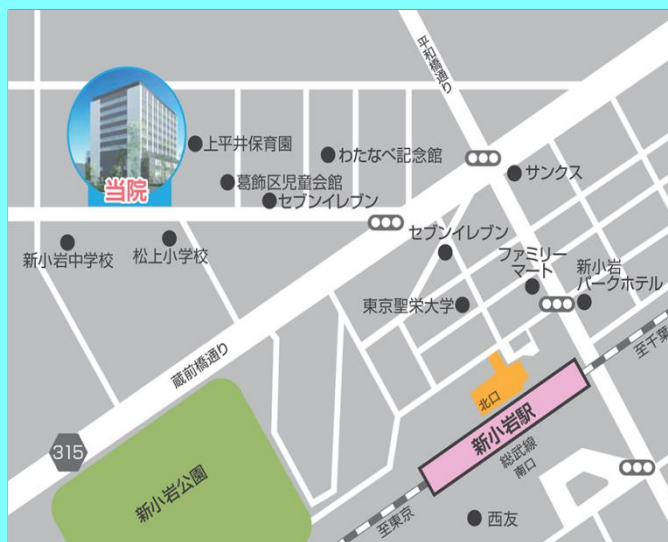 平和橋通り
上平井保育園
わたなべ記念館
サンクス
当院
葛飾区児童会館
セブンイレブン
新小岩中学校
松上小学校
セブンイレブン
ファミリー
マート
新小岩
パークホテル
東京聖栄大学
蔵前橋通り
至千葉
北口
新小岩駅
総武線
南口
315
新小岩公園
至東京
西友